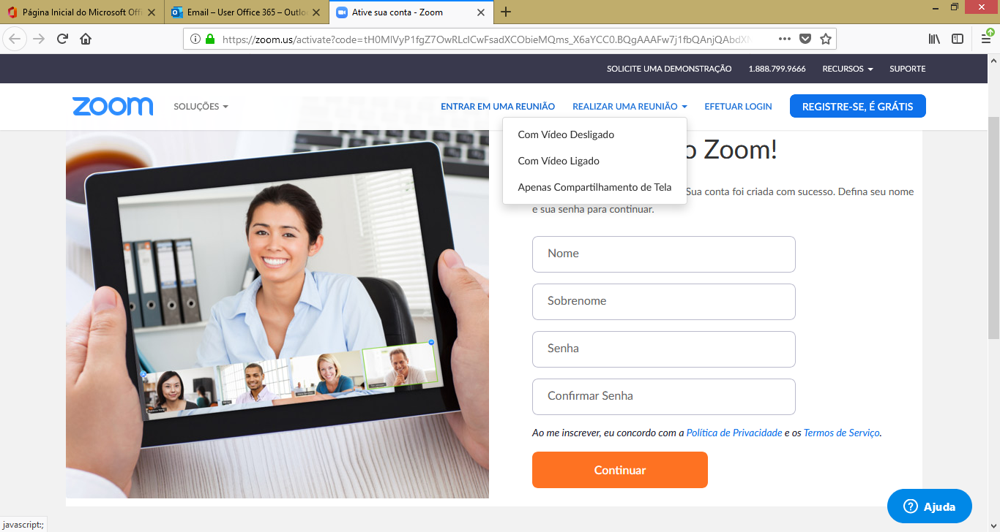 Página Inicial do Microsoft Offi
Email – User Office 365 – Outlo
Ative sua conta - Zoom
https://zoom.us/activate?code=tH0MlVyP1fgZ7OwRLclCwFsadXCObieMQms_X6aYCC0.BQgAAAFw7j1fbQAnjQAbdXN
SOLICITE UMA DEMONSTRAÇÃO 1.888.799.9666 RECURSOS SUPORTE
zoom SOLUÇÕES ENTRAR EM UMA REUNIÃO REALIZAR UMA REUNIÃO EFETUAR LOGIN REGISTRE-SE, É GRÁTIS
Com Vídeo Desligado
Com Vídeo Ligado
Apenas Compartilhamento de Tela
o Zoom!
Sua conta foi criada com sucesso. Defina seu nome
e sua senha para continuar.
Nome
Sobrenome
Senha
Confirmar Senha
Ao me inscrever, eu concordo com a Política de Privacidade e os Termos de Serviço.
Continuar
Ajuda
javascript:;